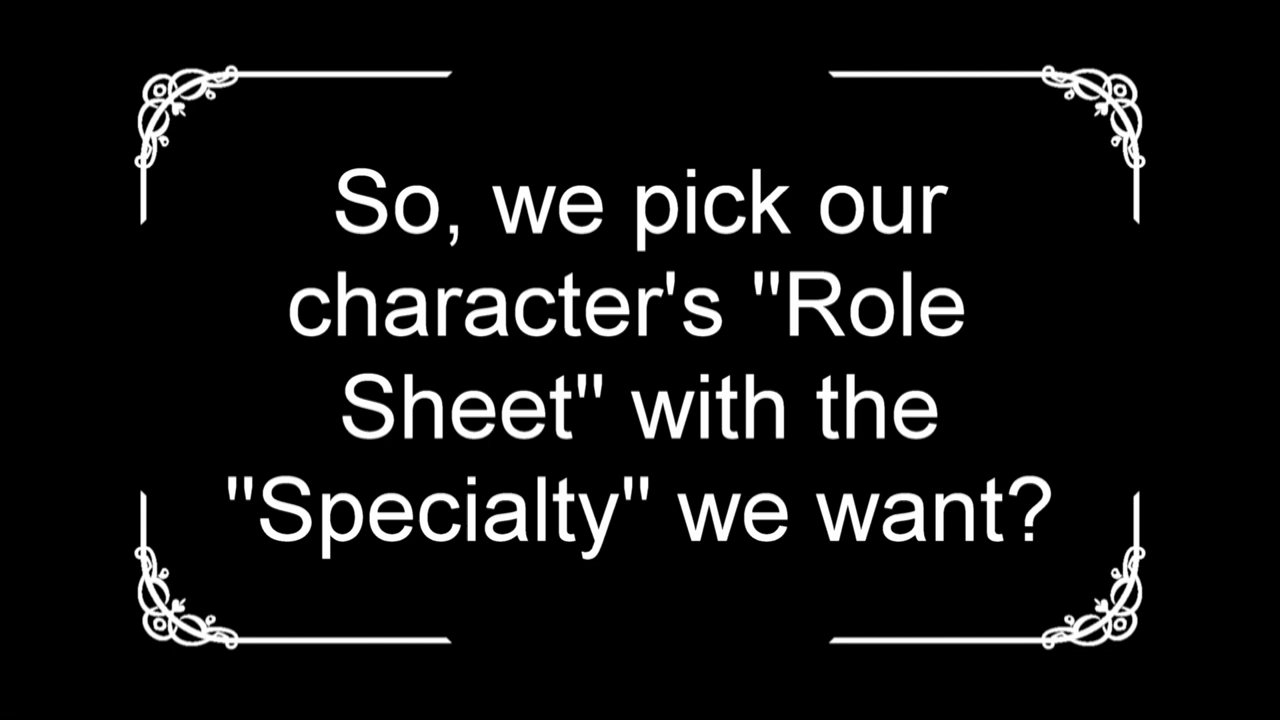 So, we pick our
character's "Role
Sheet" with the
"Specialty" we want?